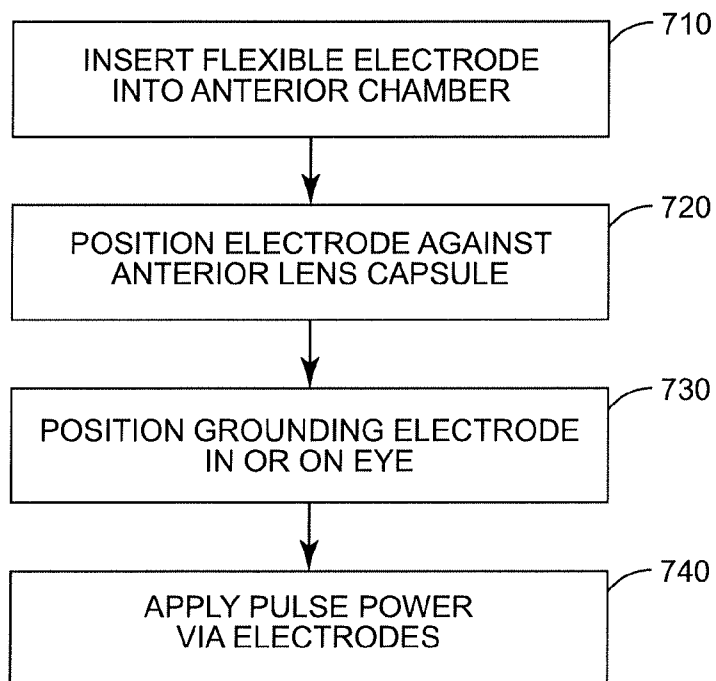 710
INSERT FLEXIBLE ELECTRODE
INTO ANTERIOR CHAMBER
720
POSITION ELECTRODE AGAINST
ANTERIOR LENS CAPSULE
730
POSITION GROUNDING ELECTRODE
IN OR ON EYE
740
APPLY PULSE POWER
VIA ELECTRODES